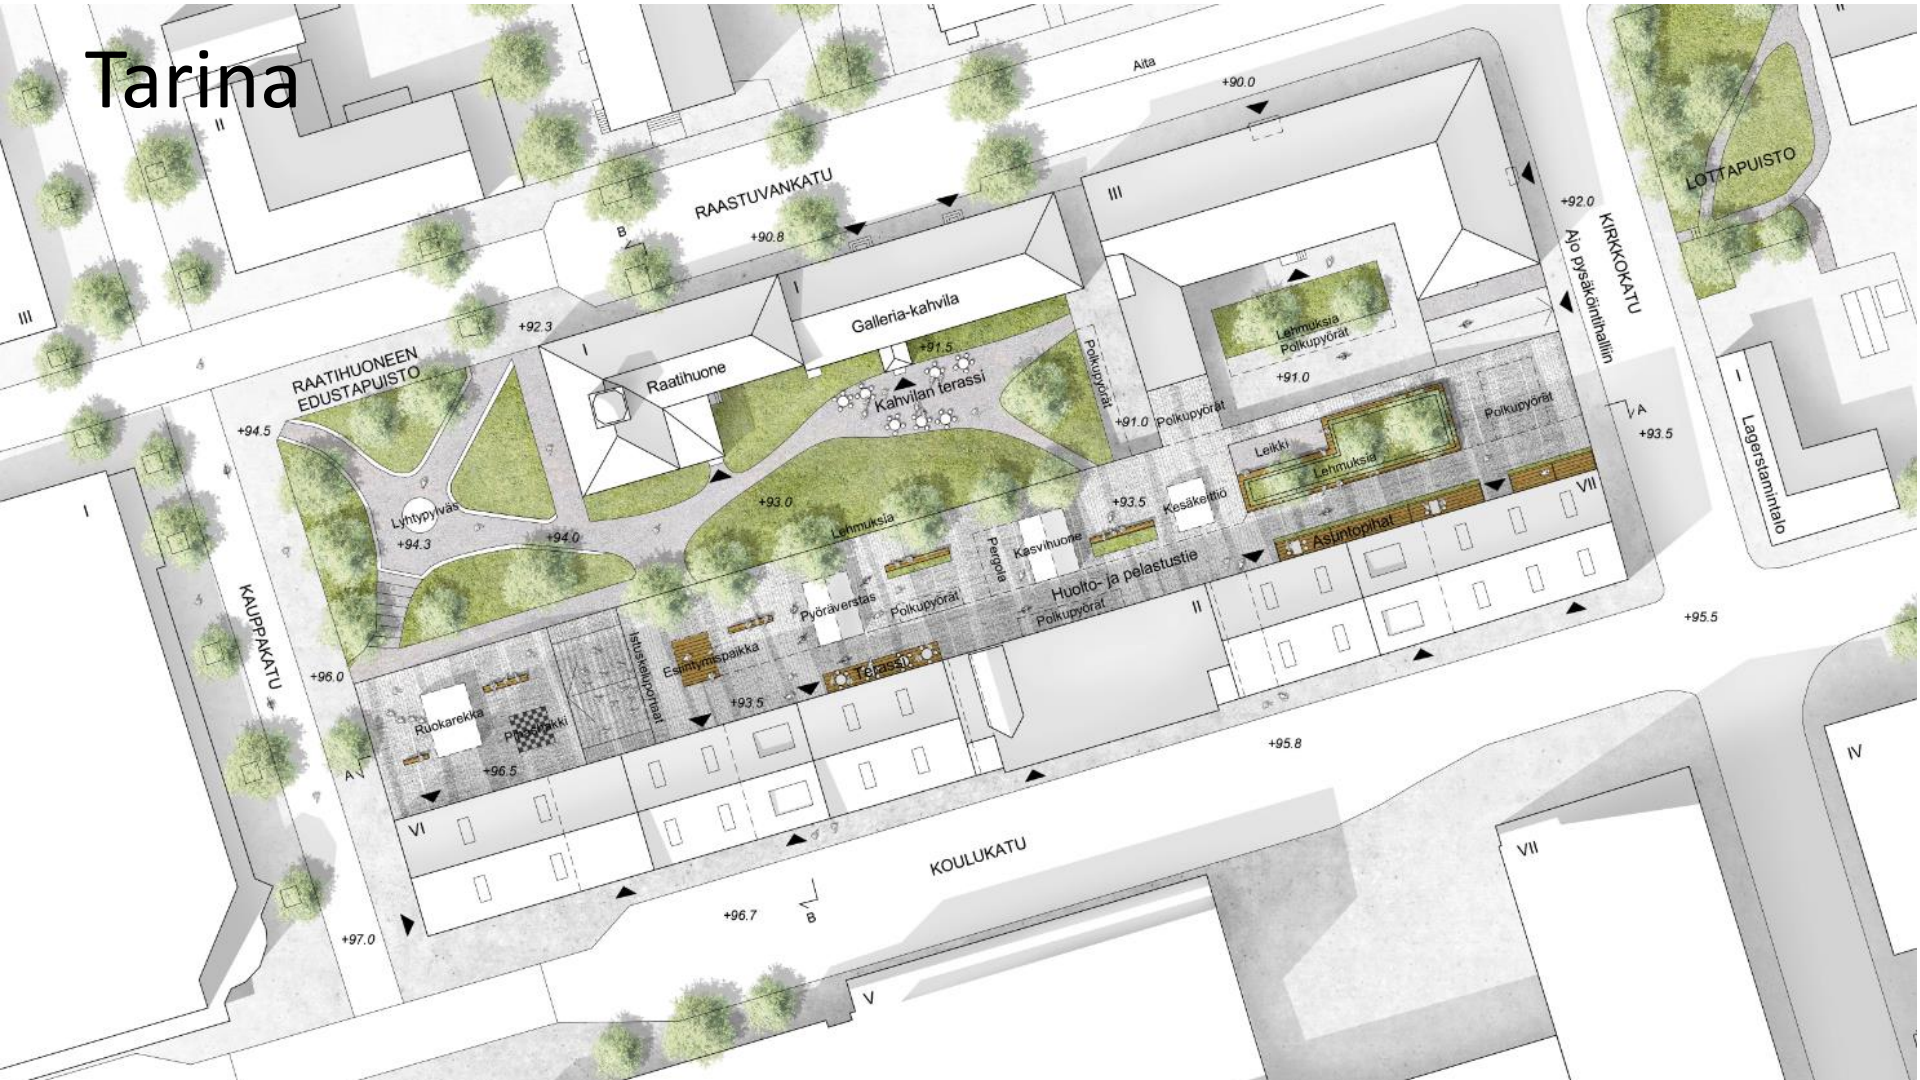 Tarina
II
Aita
+90.0
LOTTAPUISTO
RAASTUVANKATU
III
+92.0
B
+90.8
KIRKKOKATU
Ajo pysäköintihalliin
III
I
Galleria-kahvila
+92.3
I
Raatihuone
+91.5
Lehmuksia
Polkupyörät
RAATIHUONEEN
EDUSTAPUISTO
Kahvilan terassi
Polkupyörät
+91.0
I
+94.5
+91.0
Polkupyörät
Polkupyörät
A
+93.5
Lagerstamintalo
Leikki
Lehmuksia
VII
I
Lyhtypylväs
+94.3
+94.0
+93.0
Lehmuksia
+93.5
Kesäkeittiö
Kasvihuone
Pergola
Asuntopihat
Huolto- ja pelastustie
KAUPPAKATU
Pyöräverstas
Polkupyörät
Polkupyörät
II
+95.5
Istuskeluportaat
Esiintymispaikka
Terassi
+96.0
+93.5
Ruokarekka
Pihashakki
+96.5
A
VI
+95.8
IV
KOULUKATU
VII
+96.7
B
+97.0
V
II